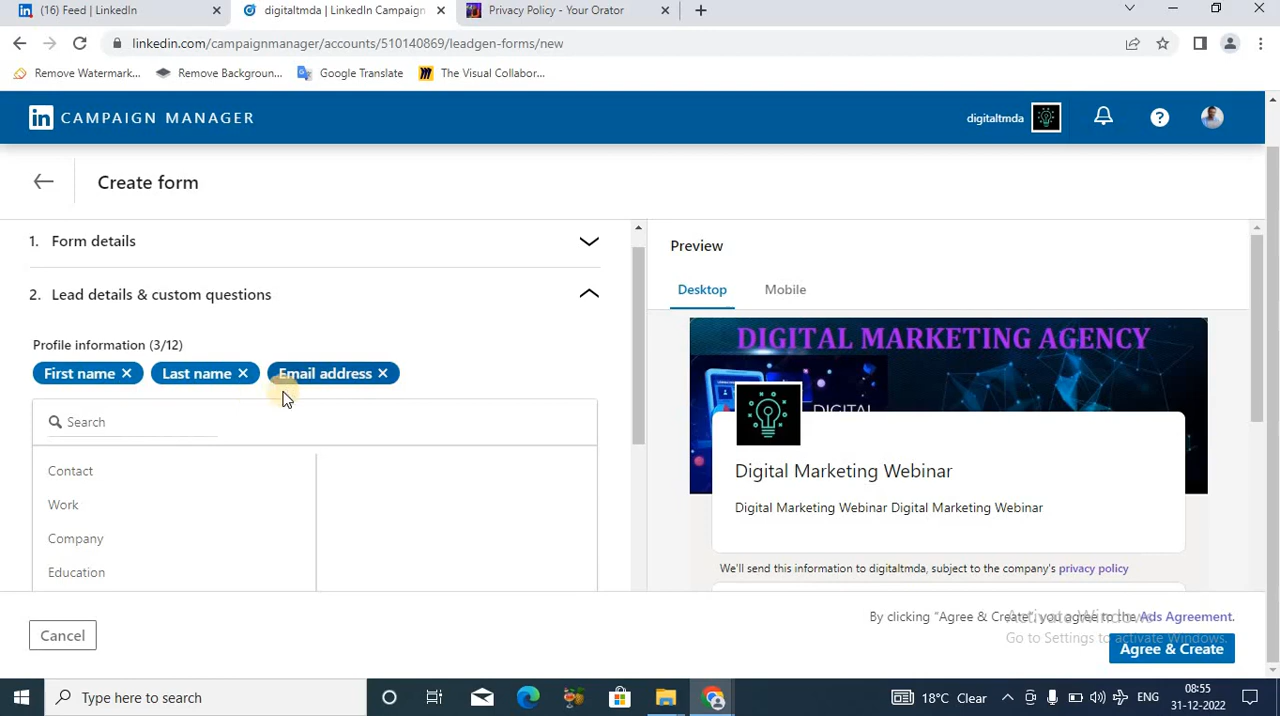 (16) Feed | LinkedIn
digitaltmda | LinkedIn Campaign
Privacy Policy - Your Orator
linkedin.com/campaignmanager/accounts/510140869/leadgen-forms/new
Remove Watermark...
Remove Backgroun...
Google Translate
The Visual Collabor...
in CAMPAIGN MANAGER
digitaltmda
Create form
1. Form details
2. Lead details & custom questions
Profile information (3/12)
First name
Last name
Email address
Search
Contact
Work
Company
Education
Preview
Desktop
Mobile
DIGITAL MARKETING AGENCY
DIGITAL
Digital Marketing Webinar
Digital Marketing Webinar Digital Marketing Webinar
We'll send this information to digitaltmda, subject to the company's privacy policy
Cancel
By clicking "Agree & Create", you agree to the Ads Agreement.
Activate Windows
Go to Settings to activate Windows.
Agree & Create
Type here to search
18°C Clear
ENG
08:55
31-12-2022